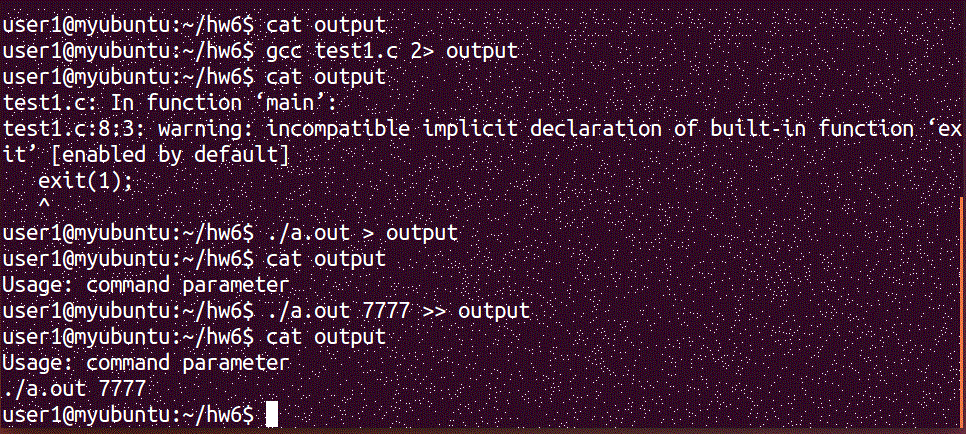 user1@myubuntu:~/hw6$ cat output
user1@myubuntu:~/hw6$ gcc test1.c 2> output
user1@myubuntu:~/hw6$ cat output
test1.c: In function ‘main’:
test1.c:8:3: warning: incompatible implicit declaration of built-in function ‘ex
it’ [enabled by default]
   exit(1);
   ^
user1@myubuntu:~/hw6$ ./a.out > output
user1@myubuntu:~/hw6$ cat output
Usage: command parameter
user1@myubuntu:~/hw6$ ./a.out 7777 >> output
user1@myubuntu:~/hw6$ cat output
Usage: command parameter
./a.out 7777
user1@myubuntu:~/hw6$